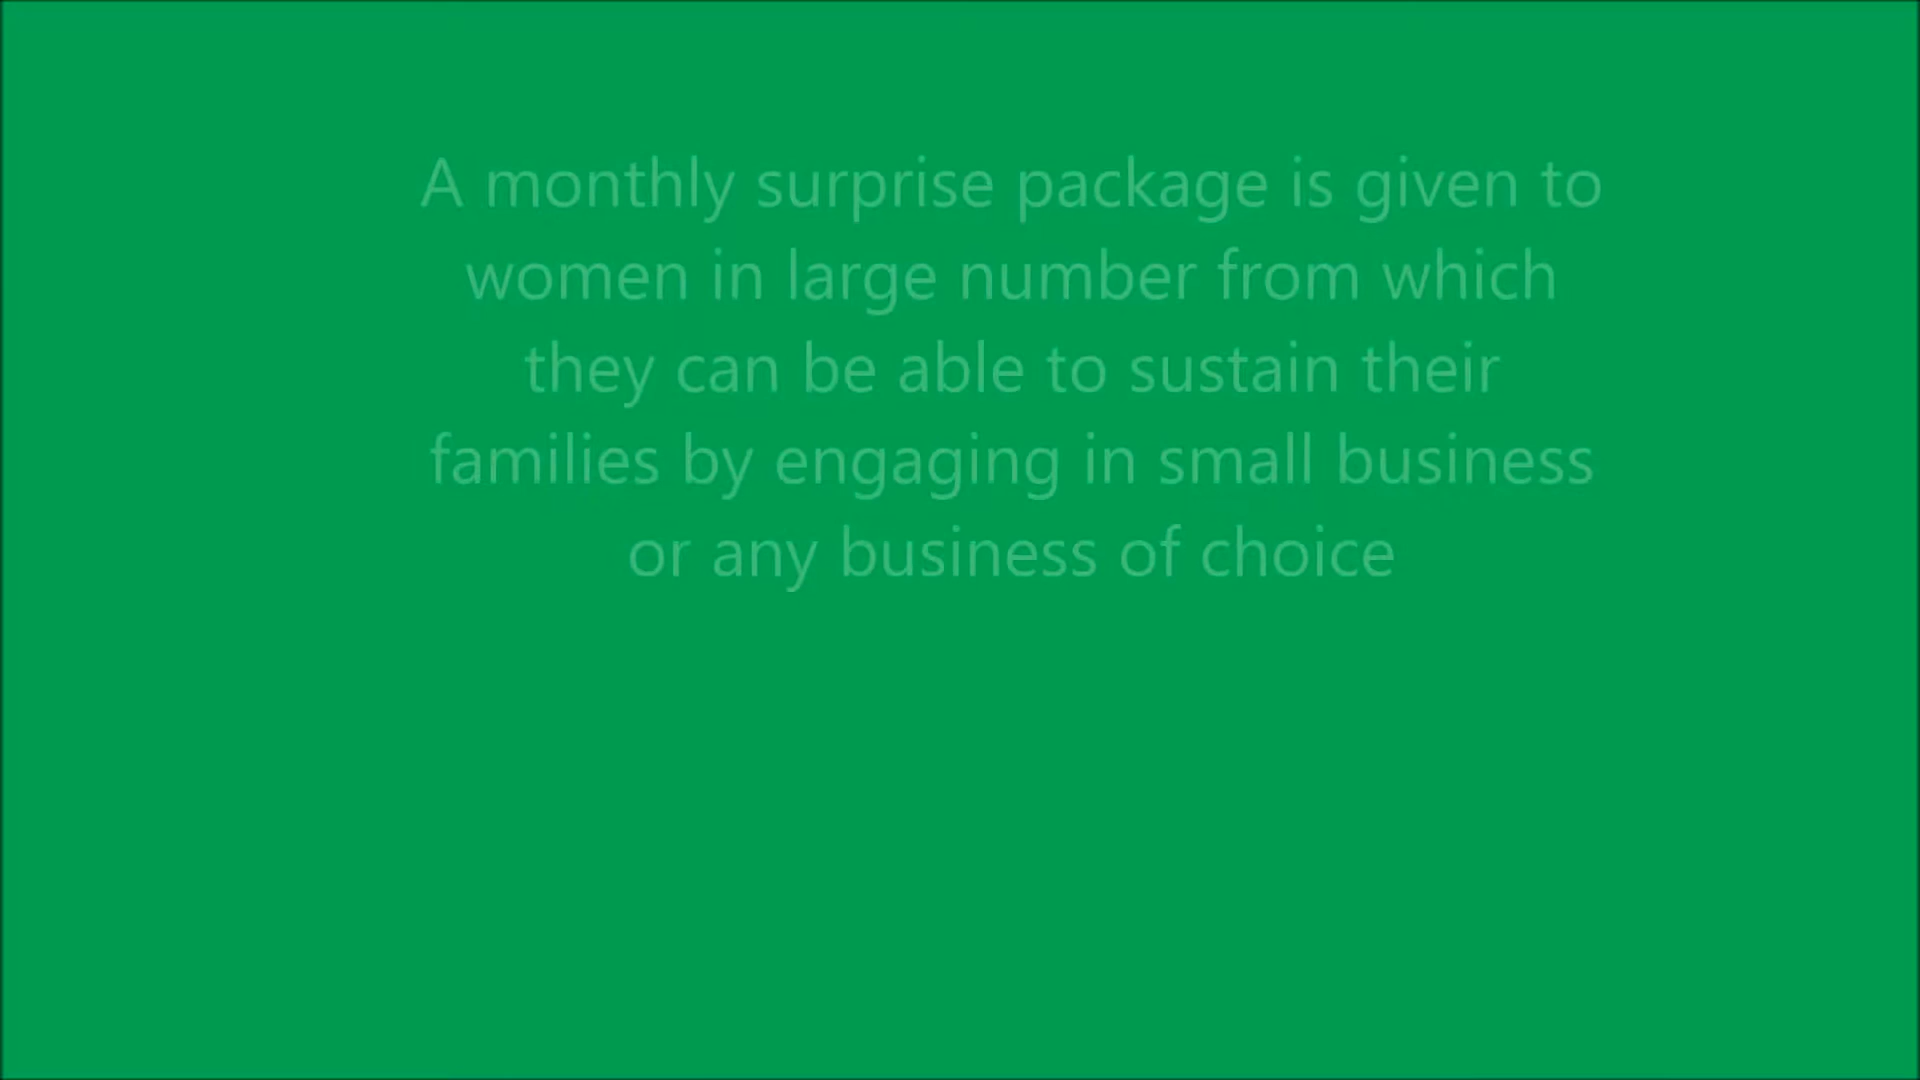 A monthly surprise package is given to
women in large number from which
they can be able to sustain their
families by engaging in small business
or any business of choice